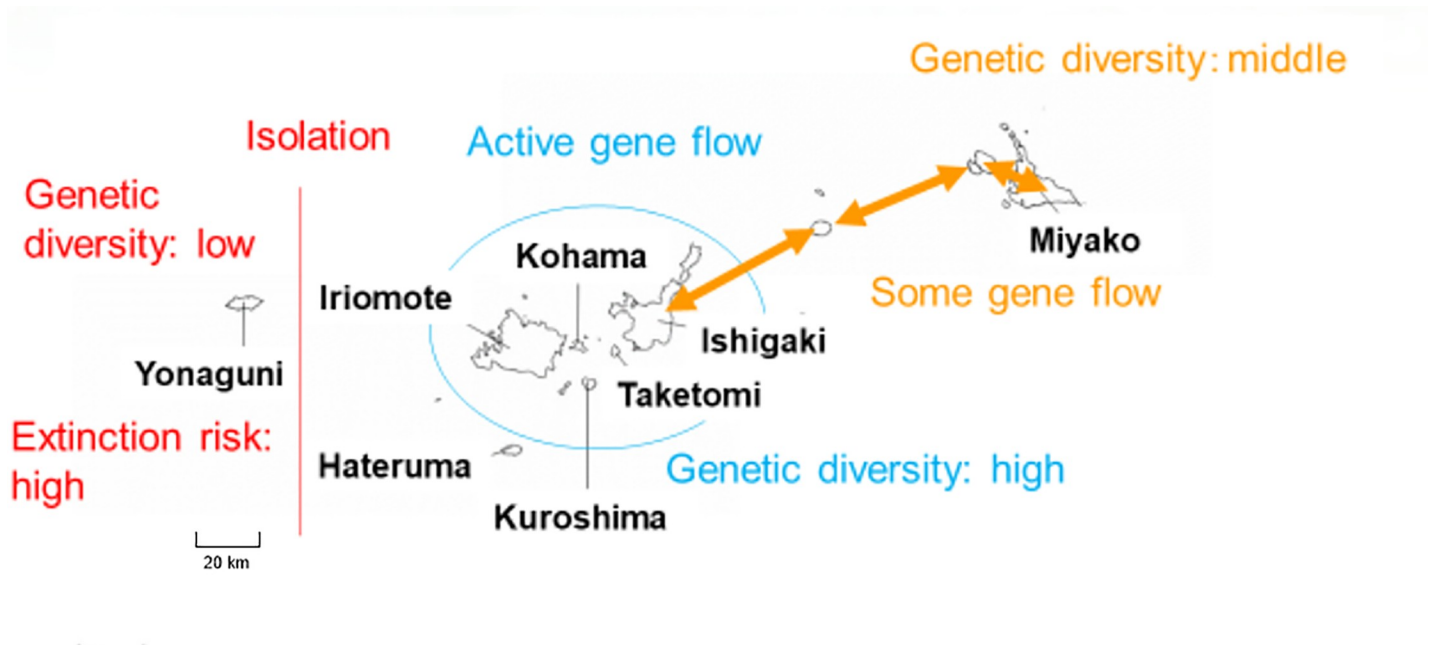 Genetic diversity: middle
Isolation
Active gene flow
Genetic
diversity: low
Miyako
Kohama
Some gene flow
Iriomote
Ishigaki
Yonaguni
Taketomi
Extinction risk:
high
Hateruma
Genetic diversity: high
Kuroshima
20 km